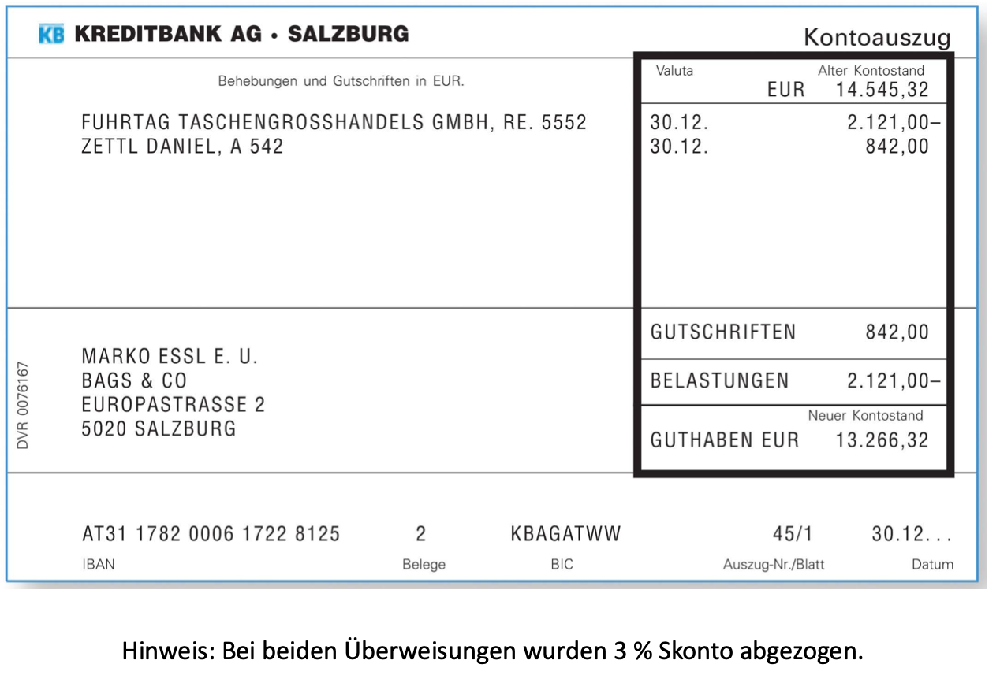 KB KREDITBANK AG • SALZBURG
Kontoauszug
Behebungen und Gutschriften in EUR.
Valuta Alter Kontostand
EUR 14.545,32
FUHRTAG TASCHENGROSSHANDELS GMBH, RE. 5552 30.12. 2.121,00–
ZETTL DANIEL, A 542 30.12. 842,00
GUTSCHRIFTEN 842,00
BELASTUNGEN 2.121,00–
Neuer Kontostand
GUTHABEN EUR 13.266,32
MARKO ESSL E. U.
BAGS & CO
EUROPASTRASSE 2
5020 SALZBURG
DVR 0076167
AT31 1782 0006 1722 8125 2 KBAGATWW 45/1 30.12...
IBAN Belege BIC Auszug-Nr./Blatt Datum
Hinweis: Bei beiden Überweisungen wurden 3 % Skonto abgezogen.